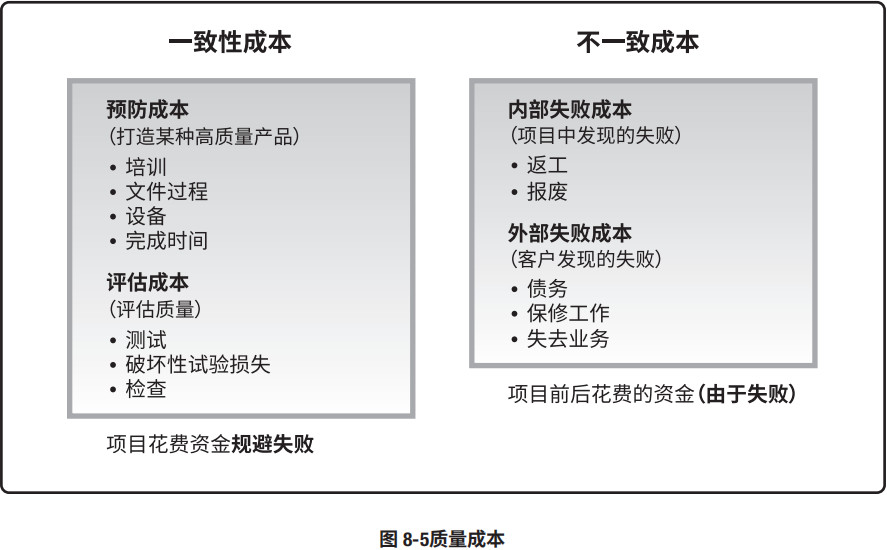 一致性成本
预防成本
（打造某种高质量产品）
• 培训
• 文件过程
• 设备
• 完成时间
评估成本
（评估质量）
• 测试
• 破坏性试验损失
• 检查
项目花费资金规避失败
不一致成本
内部失败成本
（项目中发现的失败）
• 返工
• 报废
外部失败成本
（客户发现的失败）
• 债务
• 保修工作
• 失去业务
项目前后花费的资金（由于失败）
图 8-5质量成本